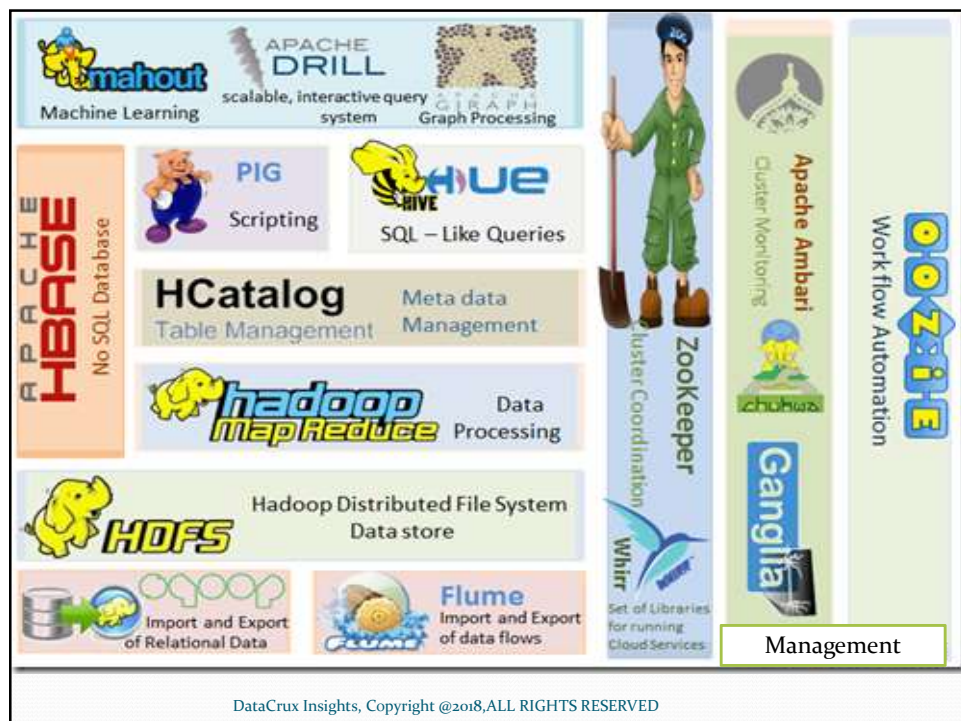 mahout
Machine Learning
APACHE
DRILL
scalable, interactive query
system
APACHE
GIRAPH
Graph Processing
APACHE
HBASE
No SQL Database
PIG
Scripting
HIVE
HUE
SQL – Like Queries
HCatalog
Table Management
Meta data
Management
hadoop
Map Reduce
Data
Processing
HDFS
Hadoop Distributed File System
Data store
sqoop
Import and Export
of Relational Data
FLUME
Flume
Import and Export
of data flows
ZooKeeper
Cluster Coordination
Whirr
Set of Libraries
for running
Cloud Services
Apache Ambari
Cluster Monitoring
chukwa
Ganglia
OOZIE
Work flow Automation
Management
DataCrux Insights, Copyright @2018,ALL RIGHTS RESERVED